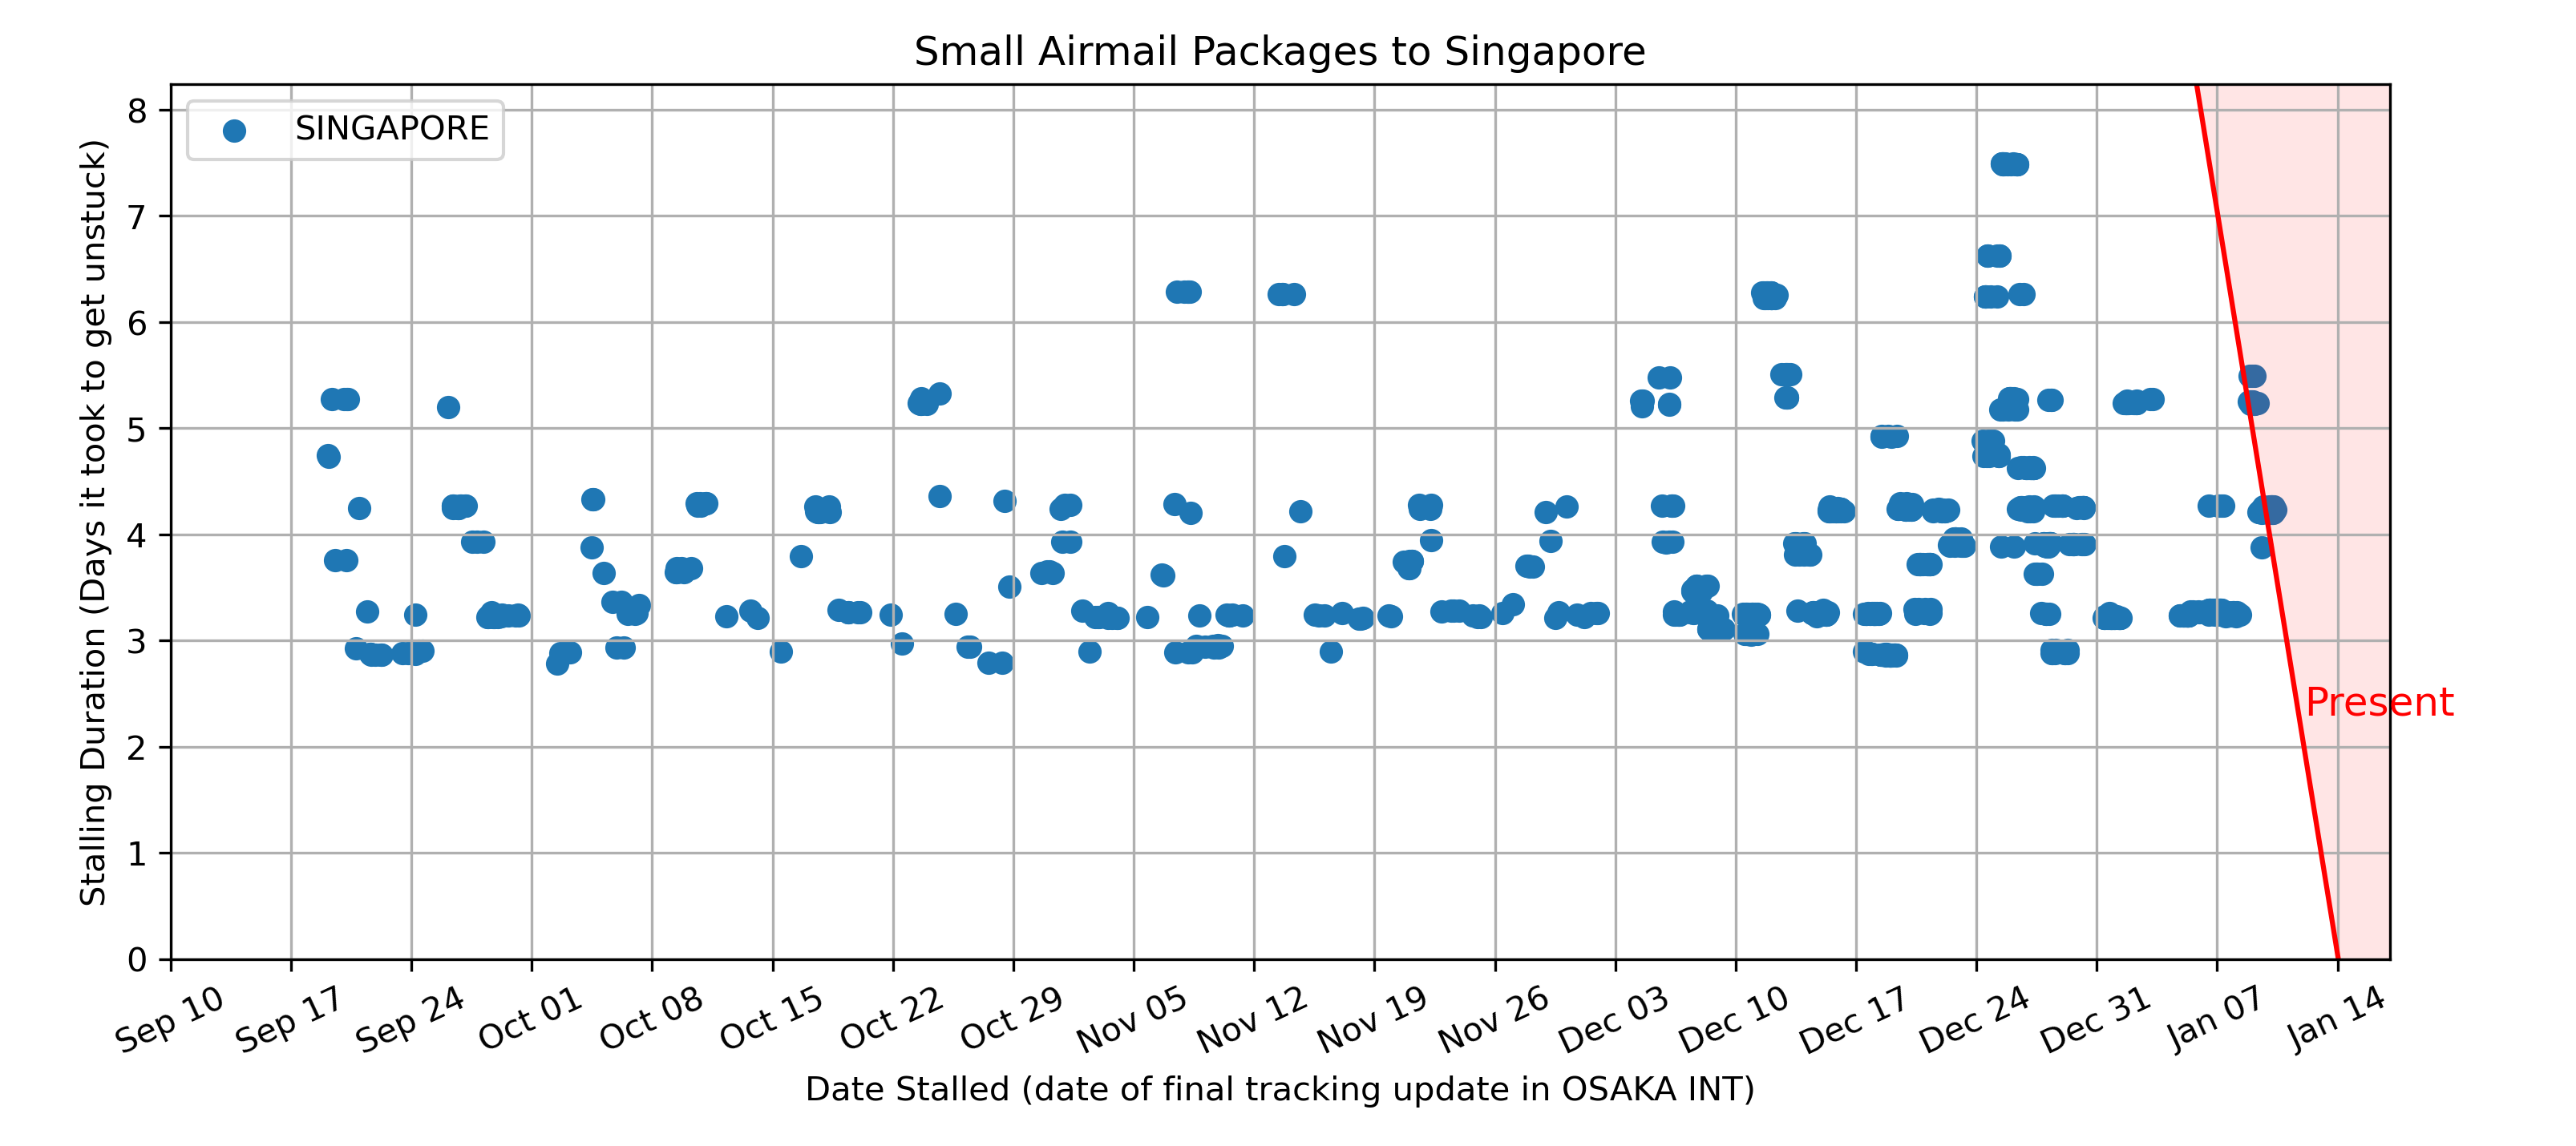 Small Airmail Packages to Singapore
SINGAPORE
Stalling Duration (Days it took to get unstuck)
8
7
6
5
4
3
2
1
0
Present
Sep 10
Sep 17
Sep 24
Oct 01
Oct 08
Oct 15
Oct 22
Oct 29
Nov 05
Nov 12
Nov 19
Nov 26
Dec 03
Dec 10
Dec 17
Dec 24
Dec 31
Jan 07
Jan 14
Date Stalled (date of final tracking update in OSAKA INT)